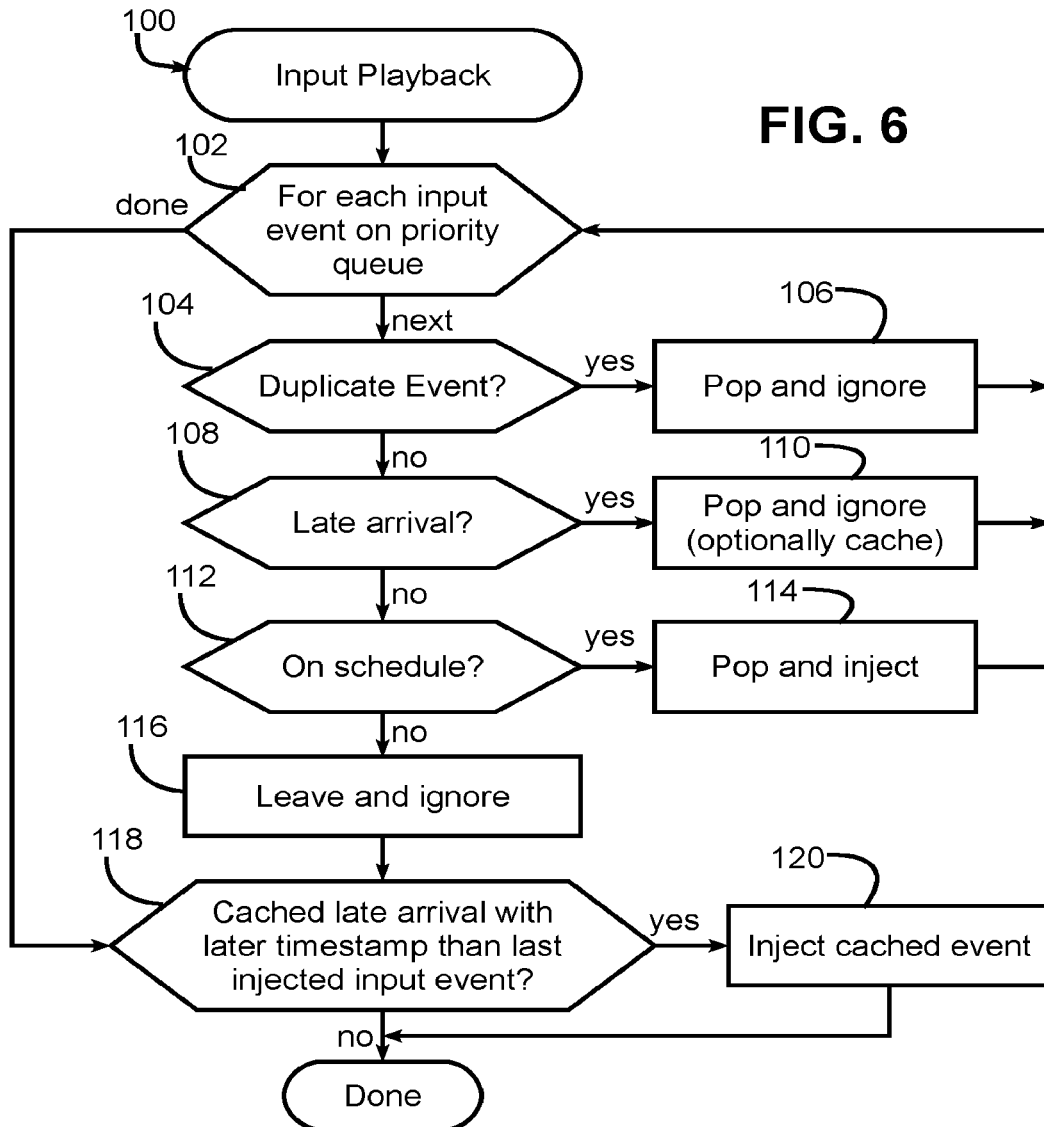 100
Input Playback
FIG. 6
102
done
For each input
event on priority
queue
next
104
Duplicate Event?
yes
106
Pop and ignore
no
108
Late arrival?
yes
110
Pop and ignore
(optionally cache)
no
112
On schedule?
yes
114
Pop and inject
no
116
Leave and ignore
118
Cached late arrival with
later timestamp than last
injected input event?
yes
120
Inject cached event
no
Done